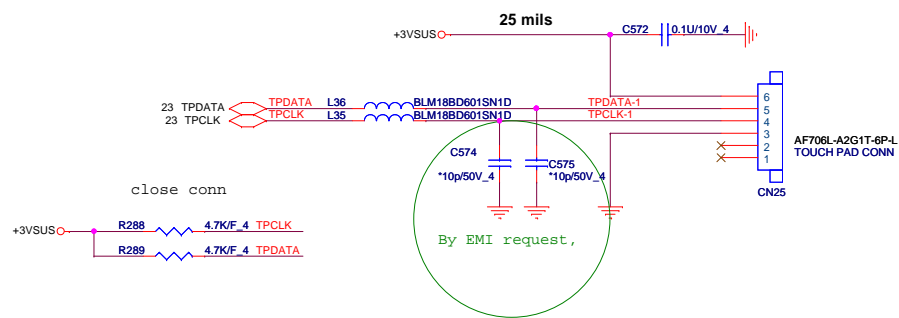 25 mils
+3VSUS
C572 0.1U/10V_4
23 TPDATA TPDATA L36 BLM18BD601SN1D TPDATA-1
23 TPCLK TPCLK L35 BLM18BD601SN1D TPCLK-1
6
5
4
3
2
1
AF706L-A2G1T-6P-L
TOUCH PAD CONN
CN25
C574
*10p/50V_4
C575
*10p/50V_4
close conn
+3VSUS
R288 4.7K/F_4 TPCLK
R289 4.7K/F_4 TPDATA
By EMI request,